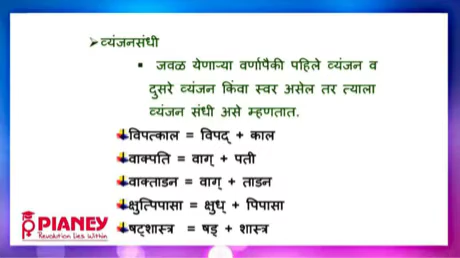 व्यंजनसंधी
जवळ येणाऱ्या वर्णापैकी पहिले व्यंजन व
दुसरे व्यंजन किंवा स्वर असेल तर त्याला
व्यंजन संधी असे म्हणतात.
विपत्काल = विपद् + काल
वाक्पति = वाग् + पती
वाक्ताडन = वाग् + ताडन
क्षुत्पिपासा = क्षुध् + पिपासा
षट्शास्त्र = षड् + शास्त्र
PIANEY
Revolution Lies Within